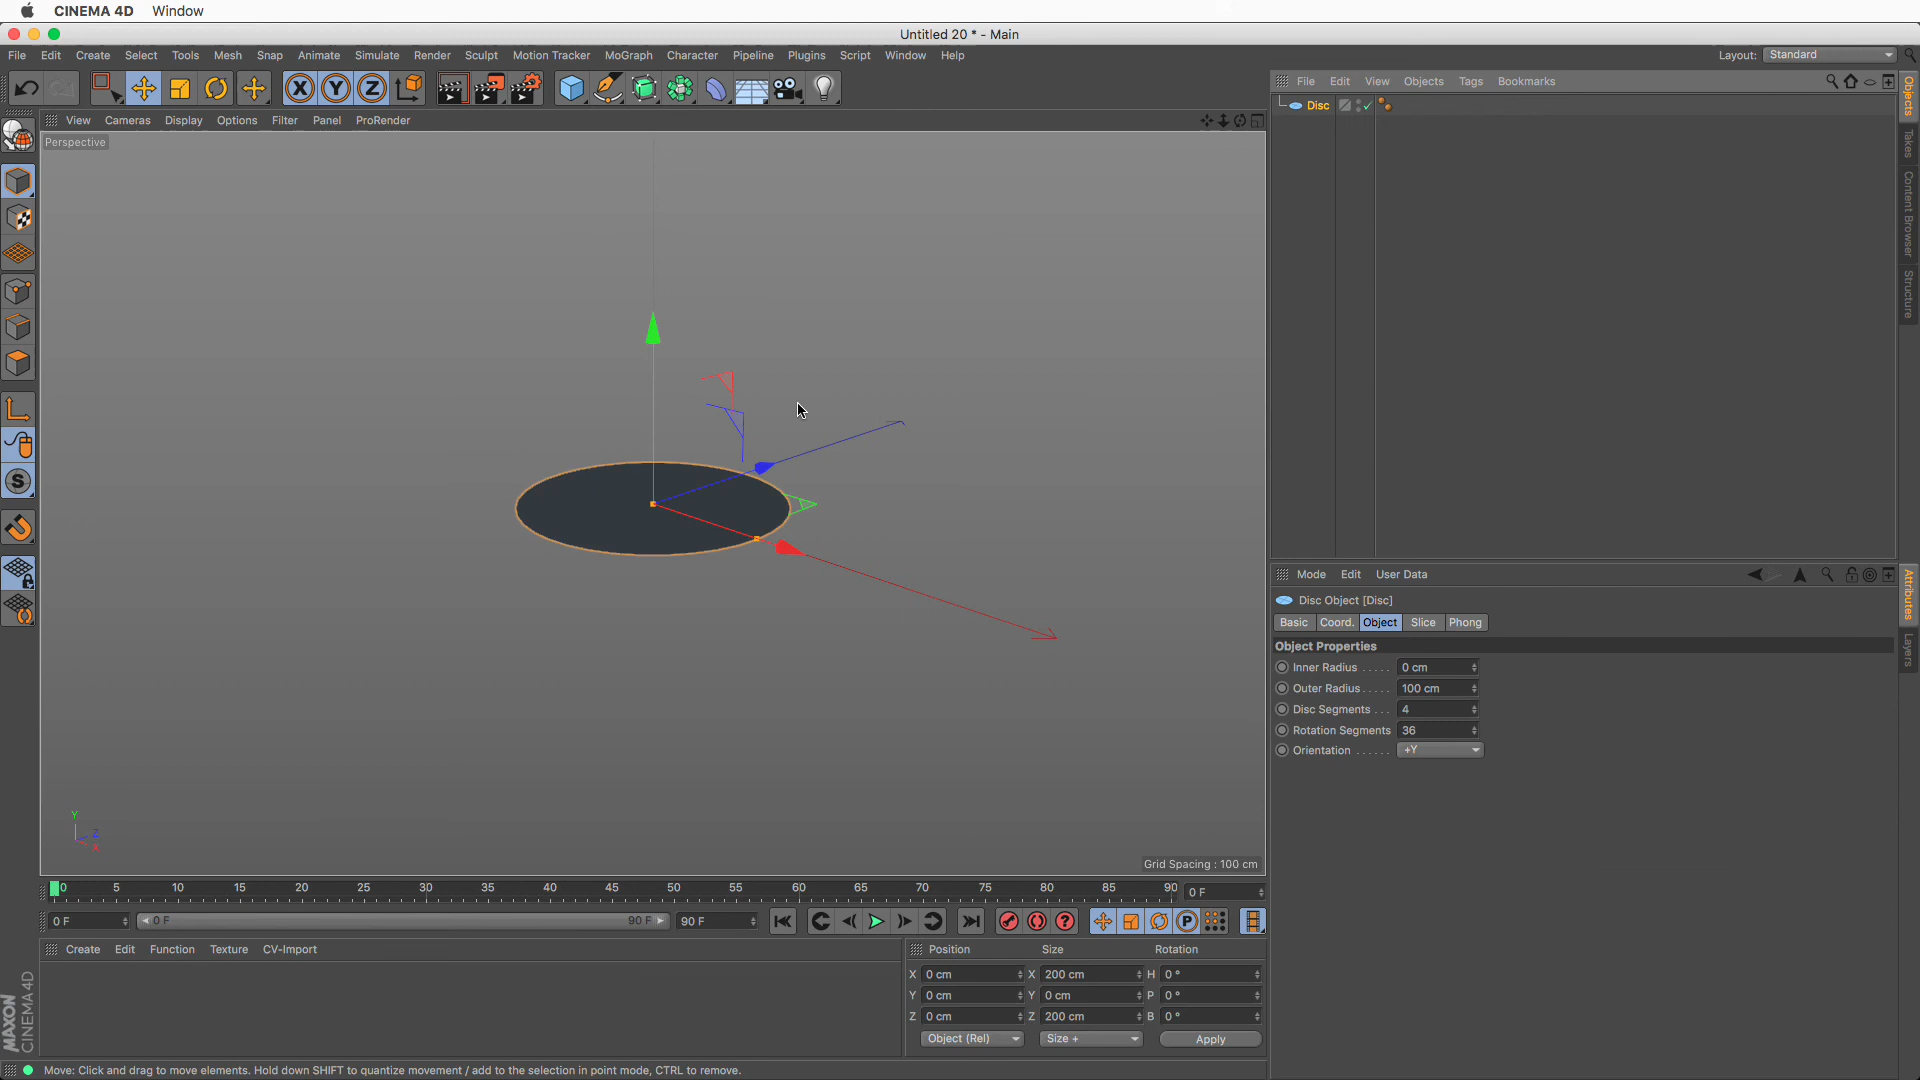 CINEMA 4D Window
Untitled 20 * - Main
File Edit Create Select Tools Mesh Snap Animate Simulate Render Sculpt Motion Tracker MoGraph Character Pipeline Plugins Script Window Help Layout: Standard
X Y Z
File Edit View Objects Tags Bookmarks
View Cameras Display Options Filter Panel ProRender
Perspective
Disc
Objects
Takes
Content Browser
Structure
Y
Z
X
Grid Spacing : 100 cm
Mode Edit User Data
Disc Object [Disc]
Basic Coord. Object Slice Phong
Object Properties
Inner Radius ..... 0 cm
Outer Radius ..... 100 cm
Disc Segments ... 4
Rotation Segments 36
Orientation ...... +Y
Attributes
Layers
0 5 10 15 20 25 30 35 40 45 50 55 60 65 70 75 80 85 90 0 F
0 F 0 F 90 F 90 F
P
S
Create Edit Function Texture CV-Import
Position Size Rotation
X 0 cm X 200 cm H 0 °
Y 0 cm Y 0 cm P 0 °
Z 0 cm Z 200 cm B 0 °
Object (Rel) Size + Apply
MAXON
CINEMA 4D
Move: Click and drag to move elements. Hold down SHIFT to quantize movement / add to the selection in point mode, CTRL to remove.